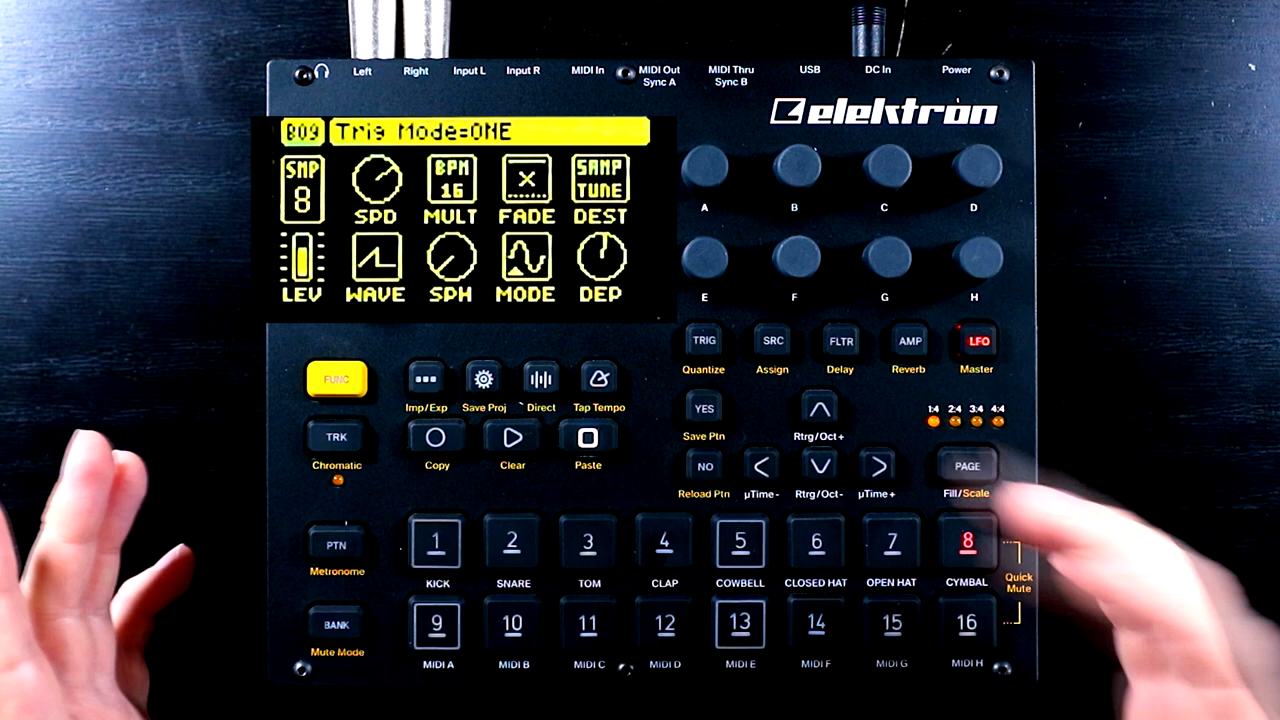 Left Right Input L Input R MIDI In MIDI Out MIDI Thru USB DC In Power
Sync A Sync B
elektron
B09 Trig Mode=ONE
SMP 8 BPM 16 SAMP TUNE
SPD MULT FADE DEST
LEV WAVE SPH MODE DEP
A B C D
E F G H
TRIG SRC FLTR AMP LFO
Quantize Assign Delay Reverb Master
FUNC
Imp/Exp Save Proj Direct Tap Tempo
YES
1:4 2:4 3:4 4:4
Save Ptn Rtrg/Oct+
TRK
Chromatic Copy Clear Paste
NO PAGE
Reload Ptn µTime- Rtrg/Oct- µTime+ Fill/Scale
PTN 1 2 3 4 5 6 7 8
Metronome KICK SNARE TOM CLAP COWBELL CLOSED HAT OPEN HAT CYMBAL
Quick
Mute
BANK 9 10 11 12 13 14 15 16
Mute Mode MIDI A MIDI B MIDI C MIDI D MIDI E MIDI F MIDI G MIDI H